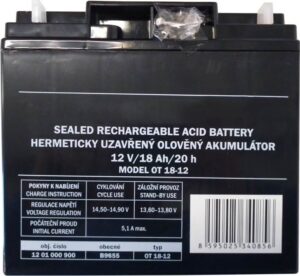 SEALED RECHARGEABLE ACID BATTERY
HERMETICKY UZAVŘENÝ OLOVĚNÝ AKUMULÁTOR
12 V/18 Ah/20 h
MODEL OT 18-12
POKYNY K NABÍJENÍ CYKLOVÁNÍ ZÁLOŽNÍ PROVOZ
CHARGE INSTRUCTION CYCLE USE STAND-BY USE
REGULACE NAPĚTÍ
VOLTAGE REGULATION 14,50–14,90 V 13,60–13,80 V
POČÁTEČNÍ PROUD
INITIAL CURRENT 5,1 A max.
obj. číslo obchodní č. typ
12 01 000 900 B9655 OT 18-12
8 595025 340856